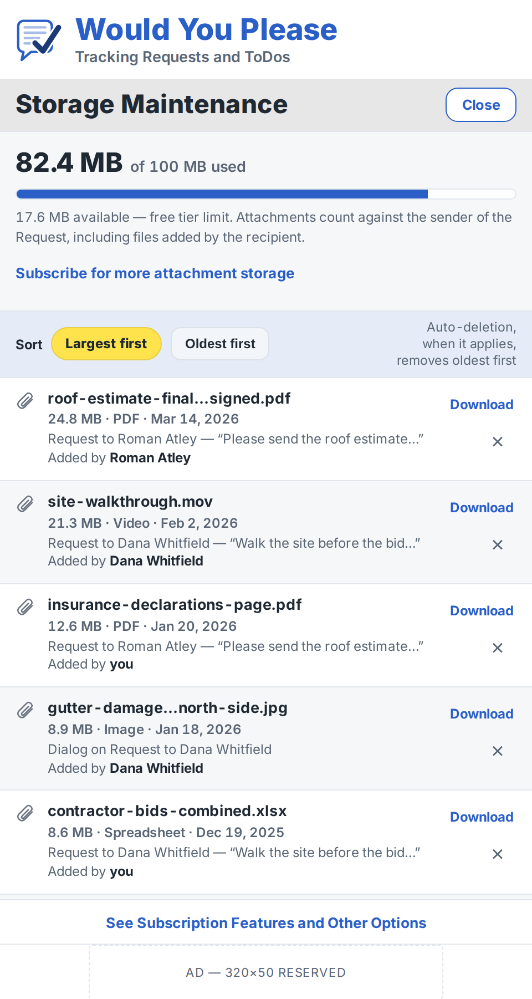 Would You Please
Tracking Requests and ToDos
Storage Maintenance
Close
82.4 MB of 100 MB used
17.6 MB available — free tier limit. Attachments count against the sender of the
Request, including files added by the recipient.
Subscribe for more attachment storage
Sort
Largest first
Oldest first
Auto-deletion,
when it applies,
removes oldest first
roof-estimate-final…signed.pdf
Download
24.8 MB · PDF · Mar 14, 2026
Request to Roman Atley — “Please send the roof estimate…”
×
Added by Roman Atley
site-walkthrough.mov
Download
21.3 MB · Video · Feb 2, 2026
Request to Dana Whitfield — “Walk the site before the bid…”
×
Added by Dana Whitfield
insurance-declarations-page.pdf
Download
12.6 MB · PDF · Jan 20, 2026
Request to Roman Atley — “Please send the roof estimate…”
×
Added by you
gutter-damage…north-side.jpg
Download
8.9 MB · Image · Jan 18, 2026
Dialog on Request to Dana Whitfield
×
Added by Dana Whitfield
contractor-bids-combined.xlsx
Download
8.6 MB · Spreadsheet · Dec 19, 2025
Request to Dana Whitfield — “Walk the site before the bid…”
×
Added by you
See Subscription Features and Other Options
AD — 320×50 RESERVED